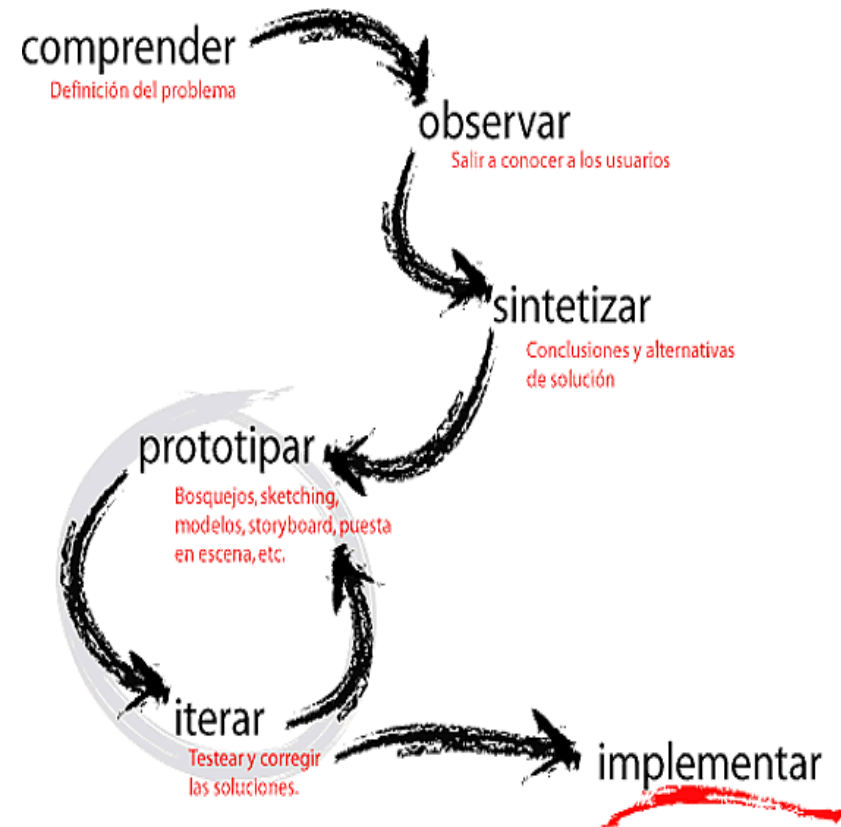 comprender
Definición del problema
observar
Salir a conocer a los usuarios
sintetizar
Conclusiones y alternativas
de solución
prototipar
Bosquejos, sketching,
modelos, storyboard, puesta
en escena, etc.
iterar
Testear y corregir
las soluciones.
implementar